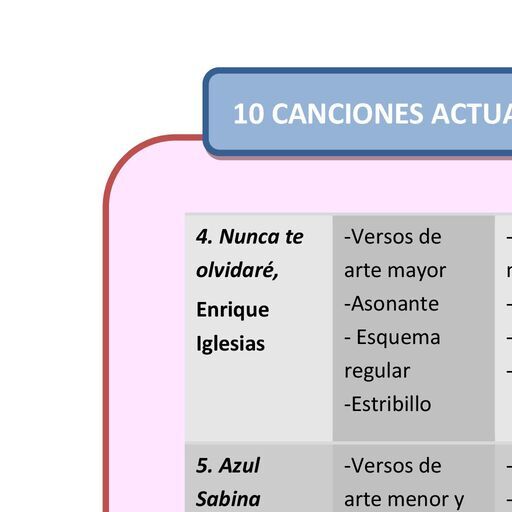 10 CANCIONES ACTUA
4. Nunca te
olvidaré,
Enrique
Iglesias
-Versos de
arte mayor
-Asonante
- Esquema
regular
-Estribillo
5. Azul
Sabina
-Versos de
arte menor y